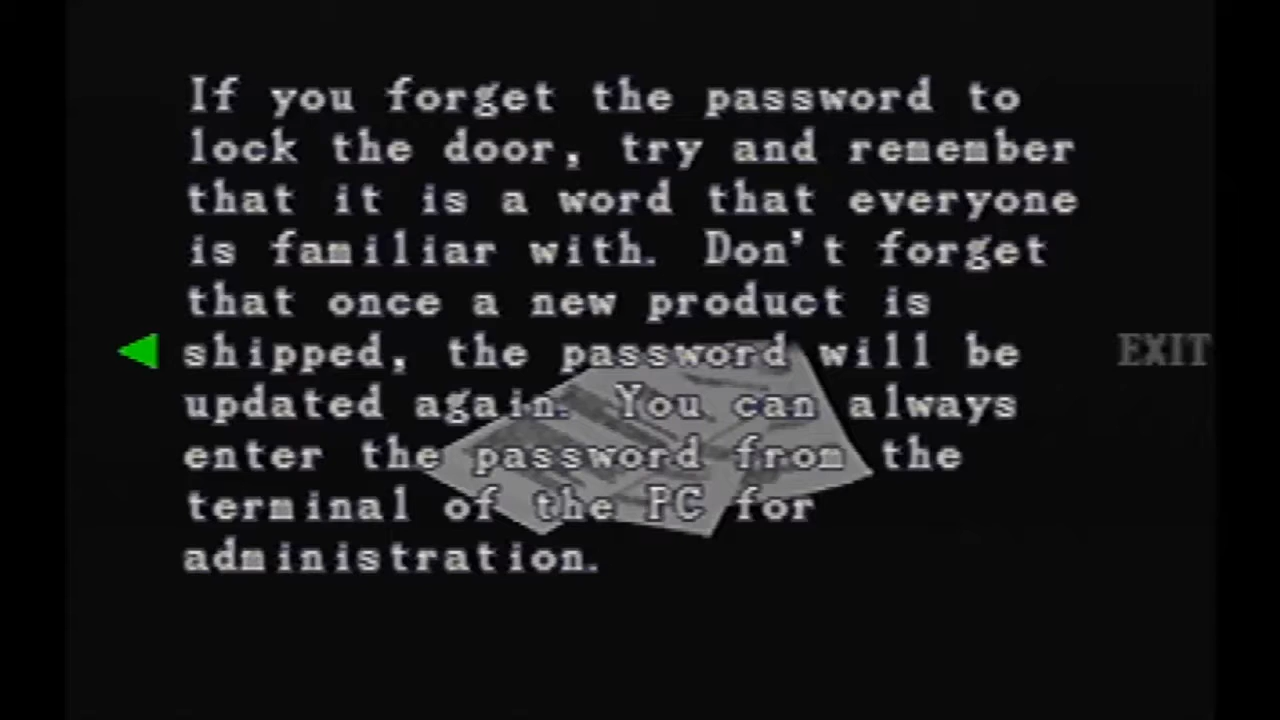 If you forget the password to
lock the door, try and remember
that it is a word that everyone
is familiar with. Don't forget
that once a new product is
shipped, the password will be
EXIT
updated again. You can always
enter the password from the
terminal of the PC for
administration.